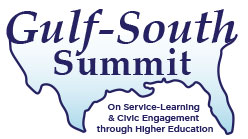 Gulf-South
Summit
On Service-Learning
& Civic Engagement
through Higher Education